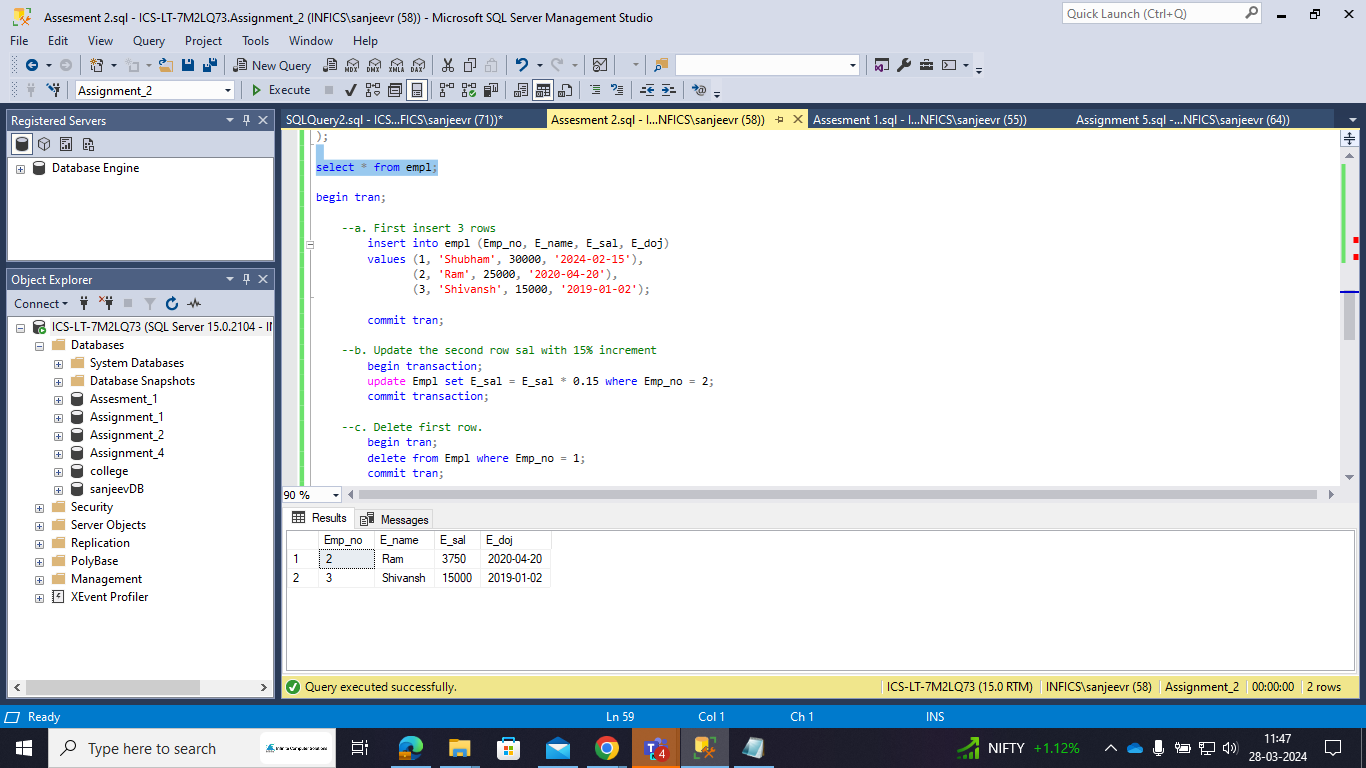 Assesment 2.sql - ICS-LT-7M2LQ73.Assignment_2 (INFICS\sanjeevr (58)) - Microsoft SQL Server Management Studio
Quick Launch (Ctrl+Q)
File Edit View Query Project Tools Window Help
New Query MDX DMX XMLA DAX
Assignment_2 Execute
Registered Servers
Database Engine
Object Explorer
Connect
ICS-LT-7M2LQ73 (SQL Server 15.0.2104 - IN
Databases
System Databases
Database Snapshots
Assesment_1
Assignment_1
Assignment_2
Assignment_4
college
sanjeevDB
Security
Server Objects
Replication
PolyBase
Management
XEvent Profiler
SQLQuery2.sql - ICS...FICS\sanjeevr (71))* Assesment 2.sql - I...NFICS\sanjeevr (58)) Assesment 1.sql - I...NFICS\sanjeevr (55)) Assignment 5.sql -...NFICS\sanjeevr (64))
);
select * from empl;
begin tran;
--a. First insert 3 rows
insert into empl (Emp_no, E_name, E_sal, E_doj)
values (1, 'Shubham', 30000, '2024-02-15'),
(2, 'Ram', 25000, '2020-04-20'),
(3, 'Shivansh', 15000, '2019-01-02');
commit tran;
--b. Update the second row sal with 15% increment
begin transaction;
update Empl set E_sal = E_sal * 0.15 where Emp_no = 2;
commit transaction;
--c. Delete first row.
begin tran;
delete from Empl where Emp_no = 1;
commit tran;
90 %
Results Messages
Emp_no E_name E_sal E_doj
1 2 Ram 3750 2020-04-20
2 3 Shivansh 15000 2019-01-02
Query executed successfully. ICS-LT-7M2LQ73 (15.0 RTM) INFICS\sanjeevr (58) Assignment_2 00:00:00 2 rows
Ready Ln 59 Col 1 Ch 1 INS
Type here to search Infinite Computer Solutions 4 NIFTY +1.12% 11:47
28-03-2024